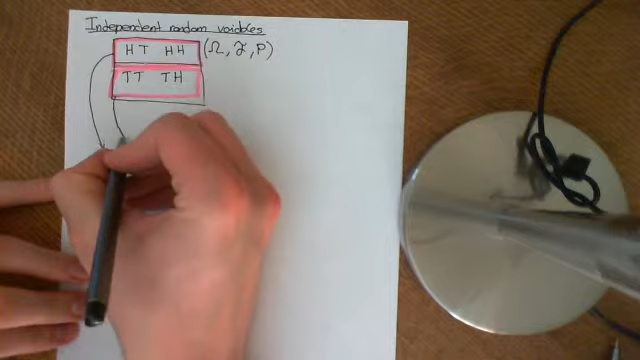 Independent random variables
HT HH (Ω, F, P)
TT TH